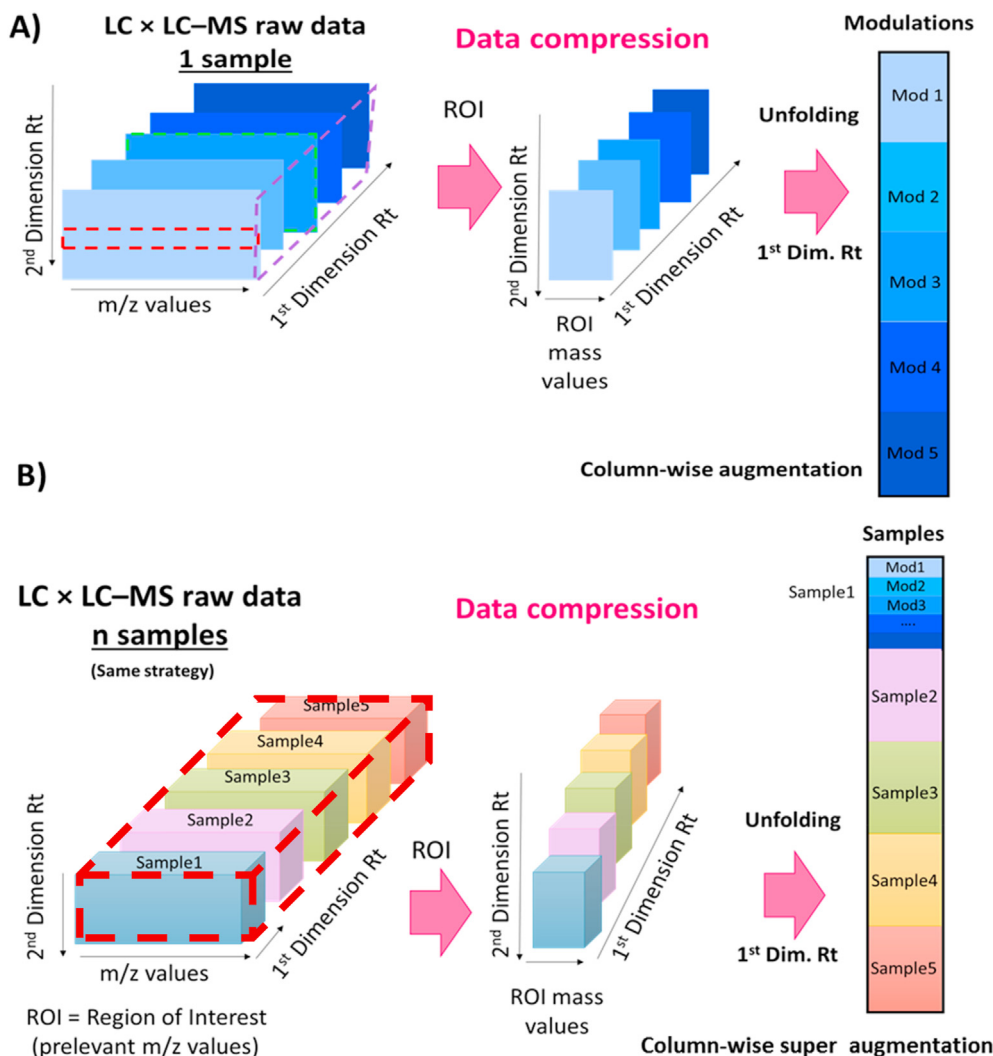 A)
LC × LC–MS raw data
1 sample
Data compression
Modulations
2nd Dimension Rt
m/z values
1st Dimension Rt
ROI
2nd Dimension Rt
ROI
mass
values
1st Dimension Rt
Unfolding
1st Dim. Rt
Mod 1
Mod 2
Mod 3
Mod 4
Mod 5
Column-wise augmentation
B)
LC × LC–MS raw data
n samples
(Same strategy)
Data compression
Samples
Sample1
Mod1
Mod2
Mod3
....
Sample2
Sample3
Sample4
Sample5
Sample5
Sample4
Sample3
Sample2
Sample1
2nd Dimension Rt
m/z values
1st Dimension Rt
ROI
2nd Dimension Rt
ROI mass
values
1st Dimension Rt
Unfolding
1st Dim. Rt
ROI = Region of Interest
(prelevant m/z values)
Column-wise super augmentation